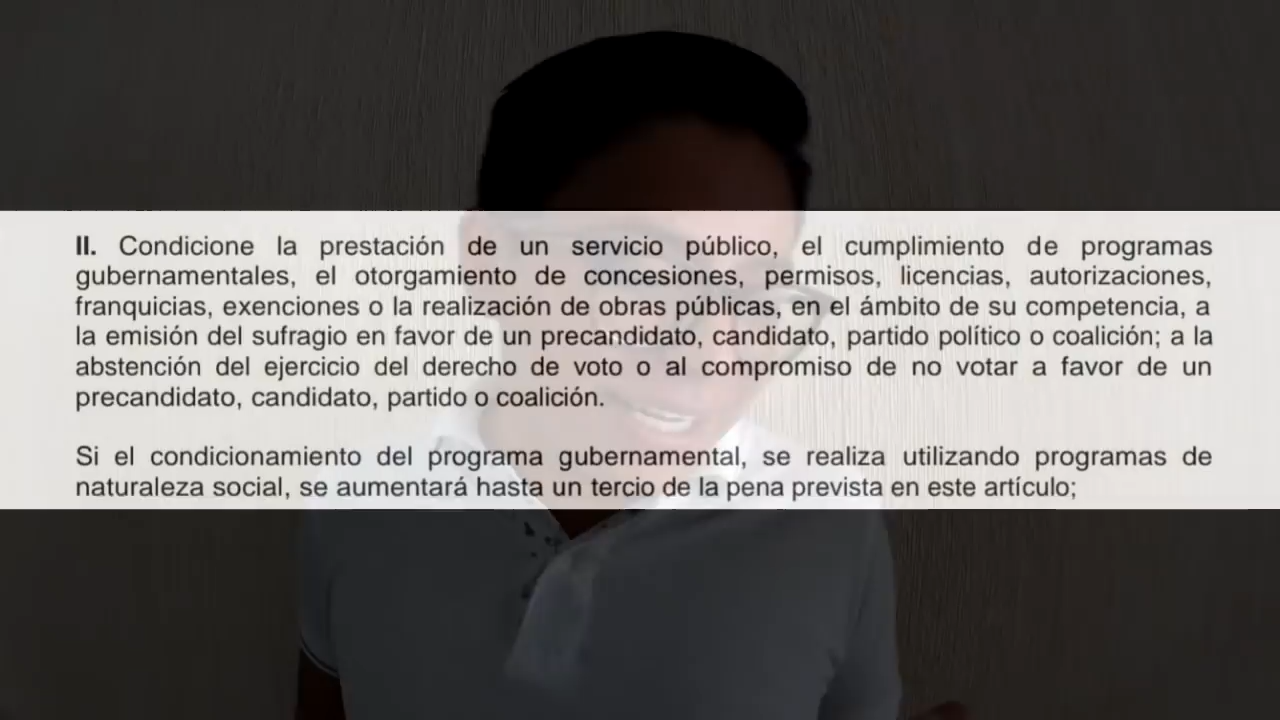 II. Condicione la prestación de un servicio público, el cumplimiento de programas
gubernamentales, el otorgamiento de concesiones, permisos, licencias, autorizaciones,
franquicias, exenciones o la realización de obras públicas, en el ámbito de su competencia, a
la emisión del sufragio en favor de un precandidato, candidato, partido político o coalición; a la
abstención del ejercicio del derecho de voto o al compromiso de no votar a favor de un
precandidato, candidato, partido o coalición.
Si el condicionamiento del programa gubernamental, se realiza utilizando programas de
naturaleza social, se aumentará hasta un tercio de la pena prevista en este artículo;